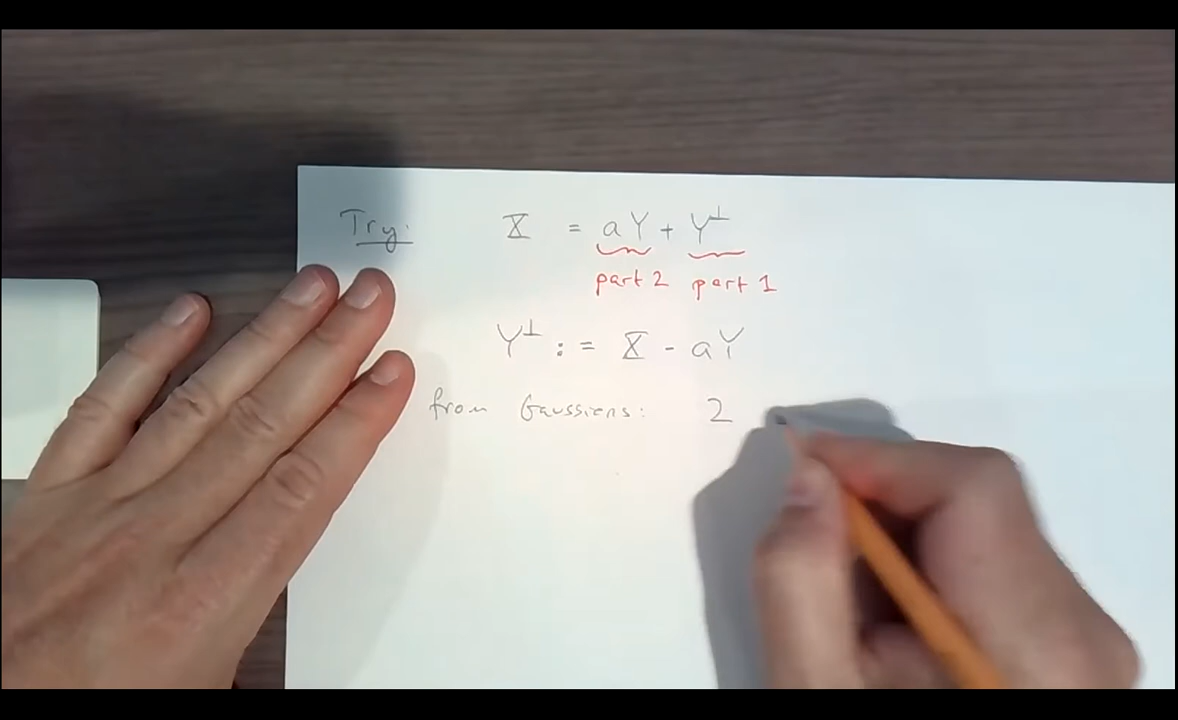 Try: X = aY + Y⊥
part 2 part 1
Y⊥ := X - aY
from Gaussians: 2